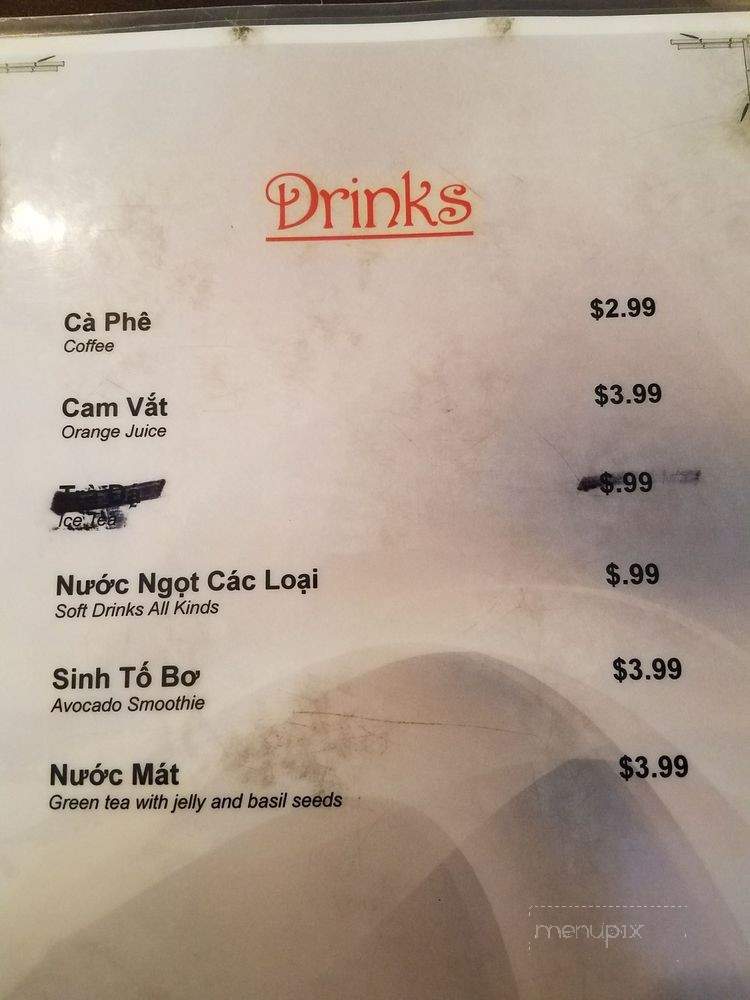 Drinks
Cà Phê $2.99
Coffee
Cam Vắt $3.99
Orange Juice
$.99
Ice Tea
Nước Ngọt Các Loại $.99
Soft Drinks All Kinds
Sinh Tố Bơ $3.99
Avocado Smoothie
Nước Mát $3.99
Green tea with jelly and basil seeds
menupix